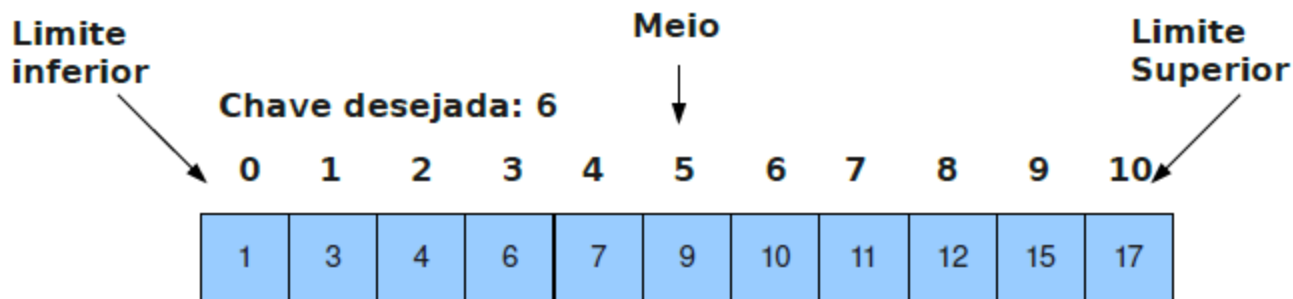 Limite
inferior
Meio
Limite
Superior
Chave desejada: 6
0 1 2 3 4 5 6 7 8 9 10
1 3 4 6 7 9 10 11 12 15 17